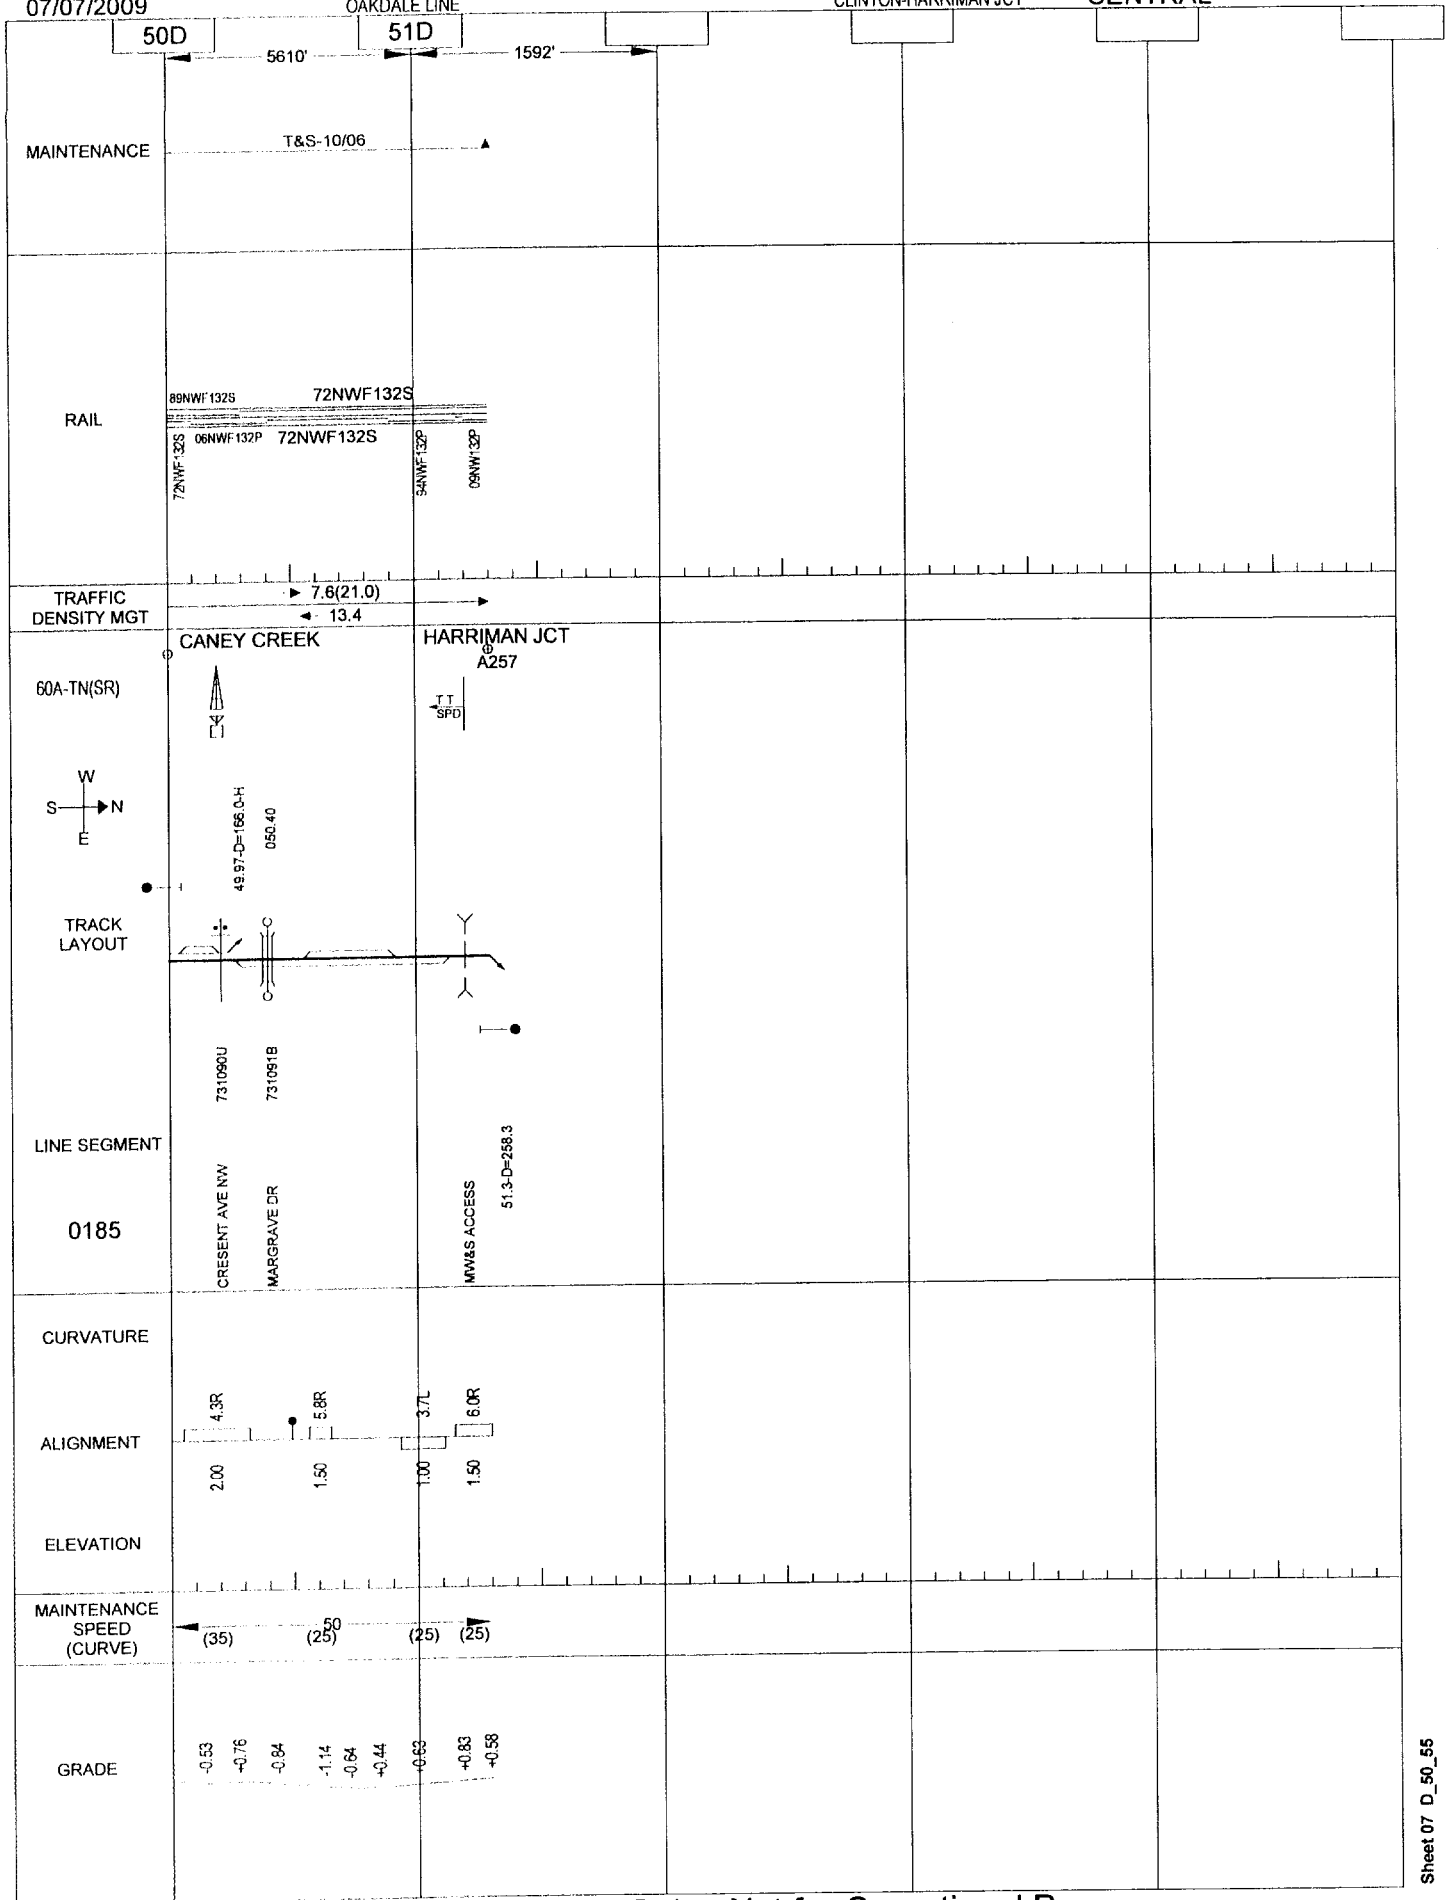 07/07/2009 OAKDALE LINE CLINTON-HARRIMAN JCT CENTRAL
50D 51D
5610' 1592'
MAINTENANCE T&S-10/06
RAIL
89NWF132S 72NWF132S
06NWF132P 72NWF132S
72NWF132S
94NWF132P
09NW132P
TRAFFIC
DENSITY MGT
7.6(21.0)
13.4
CANEY CREEK HARRIMAN JCT
A257
60A-TN(SR)
TT
SPD
W
S N
E
49.97-D=166.0-H
050.40
TRACK
LAYOUT
731090U
731091B
LINE SEGMENT
0185
CRESENT AVE NW
MARGRAVE DR
MW&S ACCESS
51.3-D=258.3
CURVATURE
4.3R 5.8R 3.7L 6.0R
ALIGNMENT
2.00 1.50 1.00 1.50
ELEVATION
MAINTENANCE
SPEED
(CURVE)
50
(35) (25) (25) (25)
GRADE
-0.53 +0.76 -0.84 -1.14 -0.64 +0.44 +0.63 +0.83 +0.58
Sheet 07 D_50_55